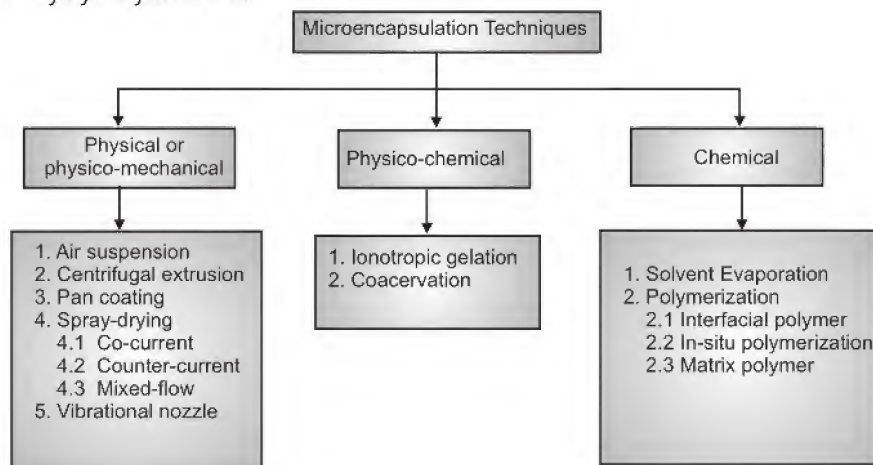 Microencapsulation Techniques
Physical or
physico-mechanical
Physico-chemical
Chemical
1. Air suspension
2. Centrifugal extrusion
3. Pan coating
4. Spray-drying
4.1 Co-current
4.2 Counter-current
4.3 Mixed-flow
5. Vibrational nozzle
1. Ionotropic gelation
2. Coacervation
1. Solvent Evaporation
2. Polymerization
2.1 Interfacial polymer
2.2 In-situ polymerization
2.3 Matrix polymer